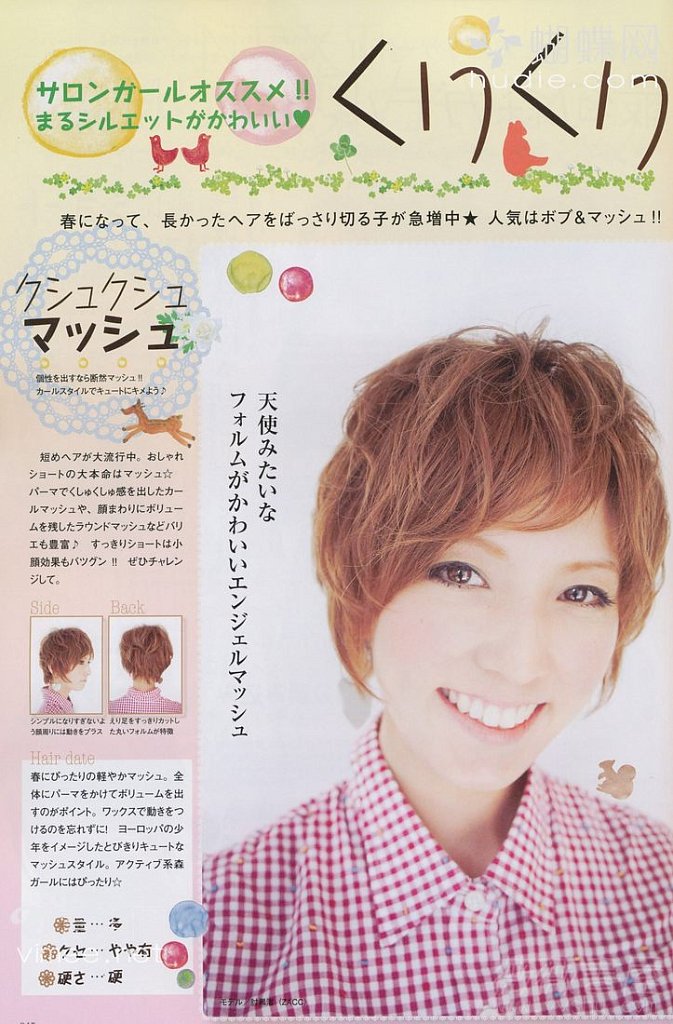 サロンガールオススメ!!
まるシルエットがかわいい♥
くりくり
蝴蝶网
hudie.com
春になって、長かったヘアをばっさり切る子が急増中★ 人気はボブ&マッシュ!!
クシュクシュ
マッシュ
個性を出すなら断然マッシュ!!
カールスタイルでキュートにキメよう♪
短めヘアが大流行中。おしゃれ
ショートの大本命はマッシュ☆
パーマでくしゅくしゅ感を出したカー
ルマッシュや、顔まわりにボリュー
ムを残したラウンドマッシュなどバリ
エも豊富♪ すっきりショートは小
顔効果もバツグン!! ぜひチャレン
ジして。
天使みたいな
フォルムがかわいいエンジェルマッシュ
Side
Back
シンプルになりすぎないよ
う顔周りには動きをプラス
えり足をすっきりカットし
た丸いフォルムが特徴
Hair date
春にぴったりの軽やかマッシュ。全
体にパーマをかけてボリュームを出
すのがポイント。ワックスで動きをつ
けるのを忘れずに! ヨーロッパの少
年をイメージしたとびきりキュートな
マッシュスタイル。アクティブ系森
ガールにはぴったり☆
量…多
クセ…やや有
硬さ…硬
モデル/
(ZACC)